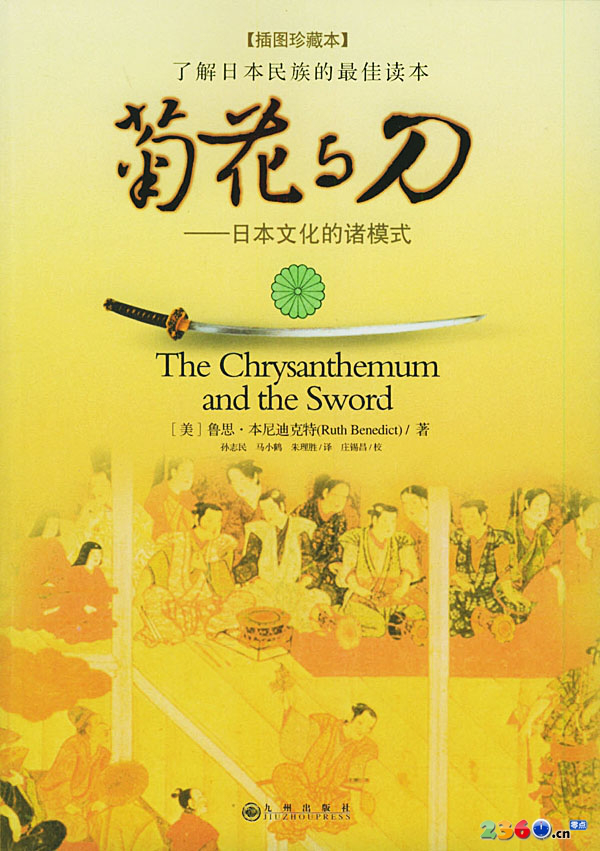 【插图珍藏本】
了解日本民族的最佳读本
菊花与刀
——日本文化的诸模式
The Chrysanthemum
and the Sword
［美］鲁思·本尼迪克特(Ruth Benedict) / 著
孙志民 马小鹤 朱理胜/译 庄锡昌/校
九州出版社
JIUZHOUPRESS
2360.cn
零点